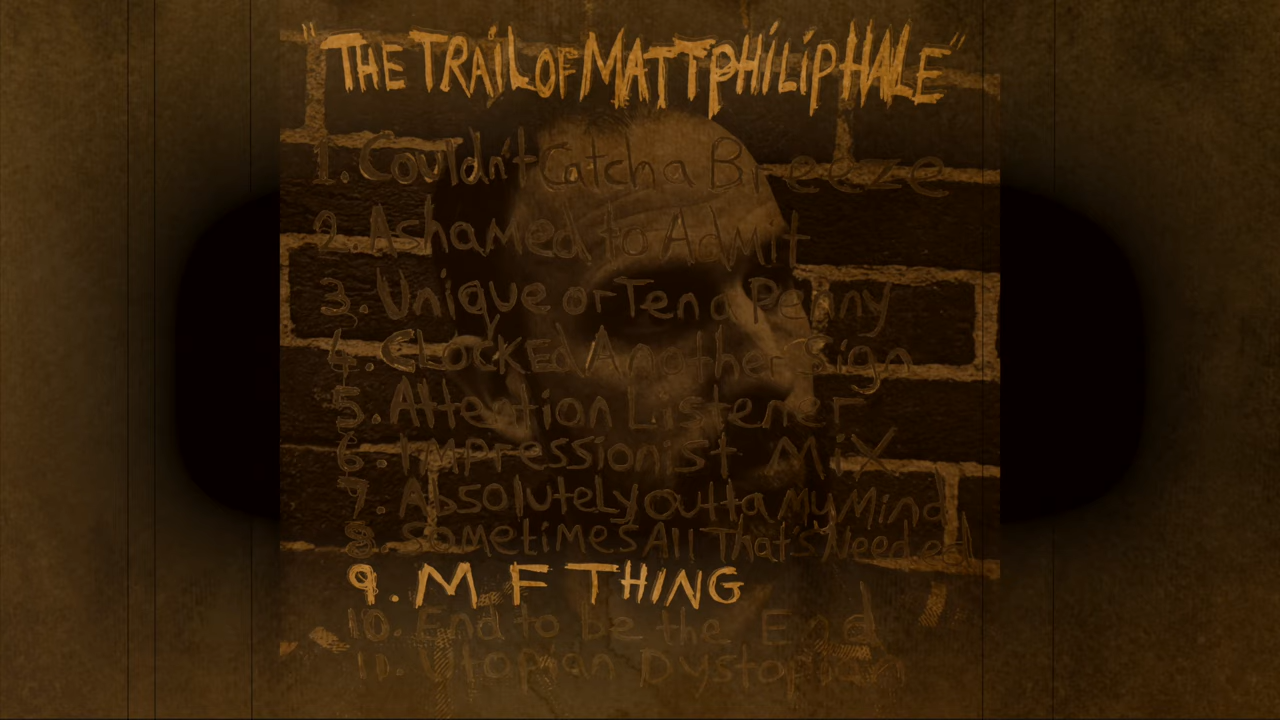 "THE TRAiL OF MATT PHiLiP HALE"
1. Couldn't Catch a Breeze
2. Ashamed to Admit
3. Unique or Ten a Penny
4. CLOCKEd Another Sign
5. Attention Listener
6. Impressionist Mix
7. Absolutely outta My Mind
8. Sometimes All That's Needed
9. M F THING
10. End to be the End
11. Utopian Dystopian